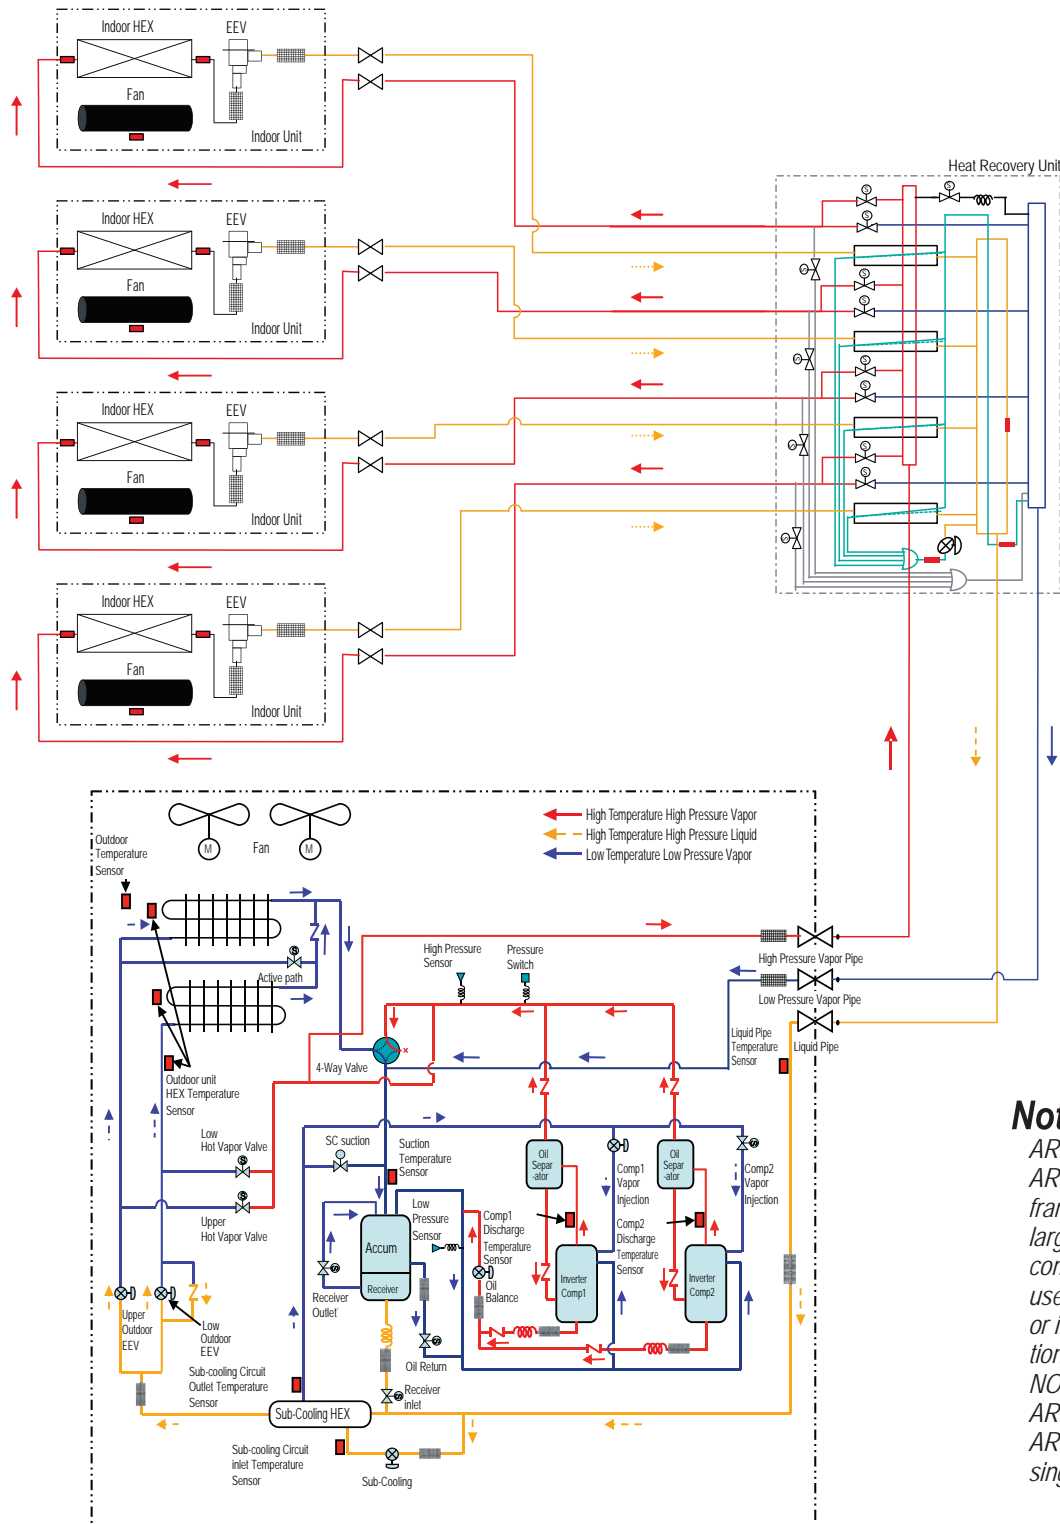 Indoor HEX
EEV
Fan
Indoor Unit
Indoor HEX
EEV
Fan
Indoor Unit
Indoor HEX
EEV
Fan
Indoor Unit
Indoor HEX
EEV
Fan
Indoor Unit
Heat Recovery Unit
S
S
S
S
S
S
S
S
S
S
S
S
S
High Temperature High Pressure Vapor
High Temperature High Pressure Liquid
Low Temperature Low Pressure Vapor
M
Fan
M
Outdoor
Temperature
Sensor
Active path
High Pressure
Sensor
Pressure
Switch
High Pressure Vapor Pipe
Low Pressure Vapor Pipe
Liquid Pipe
Liquid Pipe
Temperature
Sensor
4-Way Valve
x
Outdoor unit
HEX Temperature
Sensor
Low
Hot Vapor Valve
Upper
Hot Vapor Valve
SC suction
Suction
Temperature
Sensor
Oil
Separ
-ator
Oil
Separ
-ator
Comp1
Vapor
Injection
Comp2
Vapor
Injection
Low
Pressure
Sensor
Comp1
Discharge
Temperature
Sensor
Comp2
Discharge
Temperature
Sensor
Accum
Receiver
Receiver
Outlet
Oil
Balance
Inverter
Comp1
Inverter
Comp2
Upper
Outdoor
EEV
Low
Outdoor
EEV
Oil Return
Receiver
inlet
Sub-cooling Circuit
Outlet Temperature
Sensor
Sub-Cooling HEX
Sub-cooling Circuit
inlet Temperature
Sensor
Sub-Cooling
Not
AR
AR
fran
larg
con
use
or i
tion
NO
AR
AR
sing